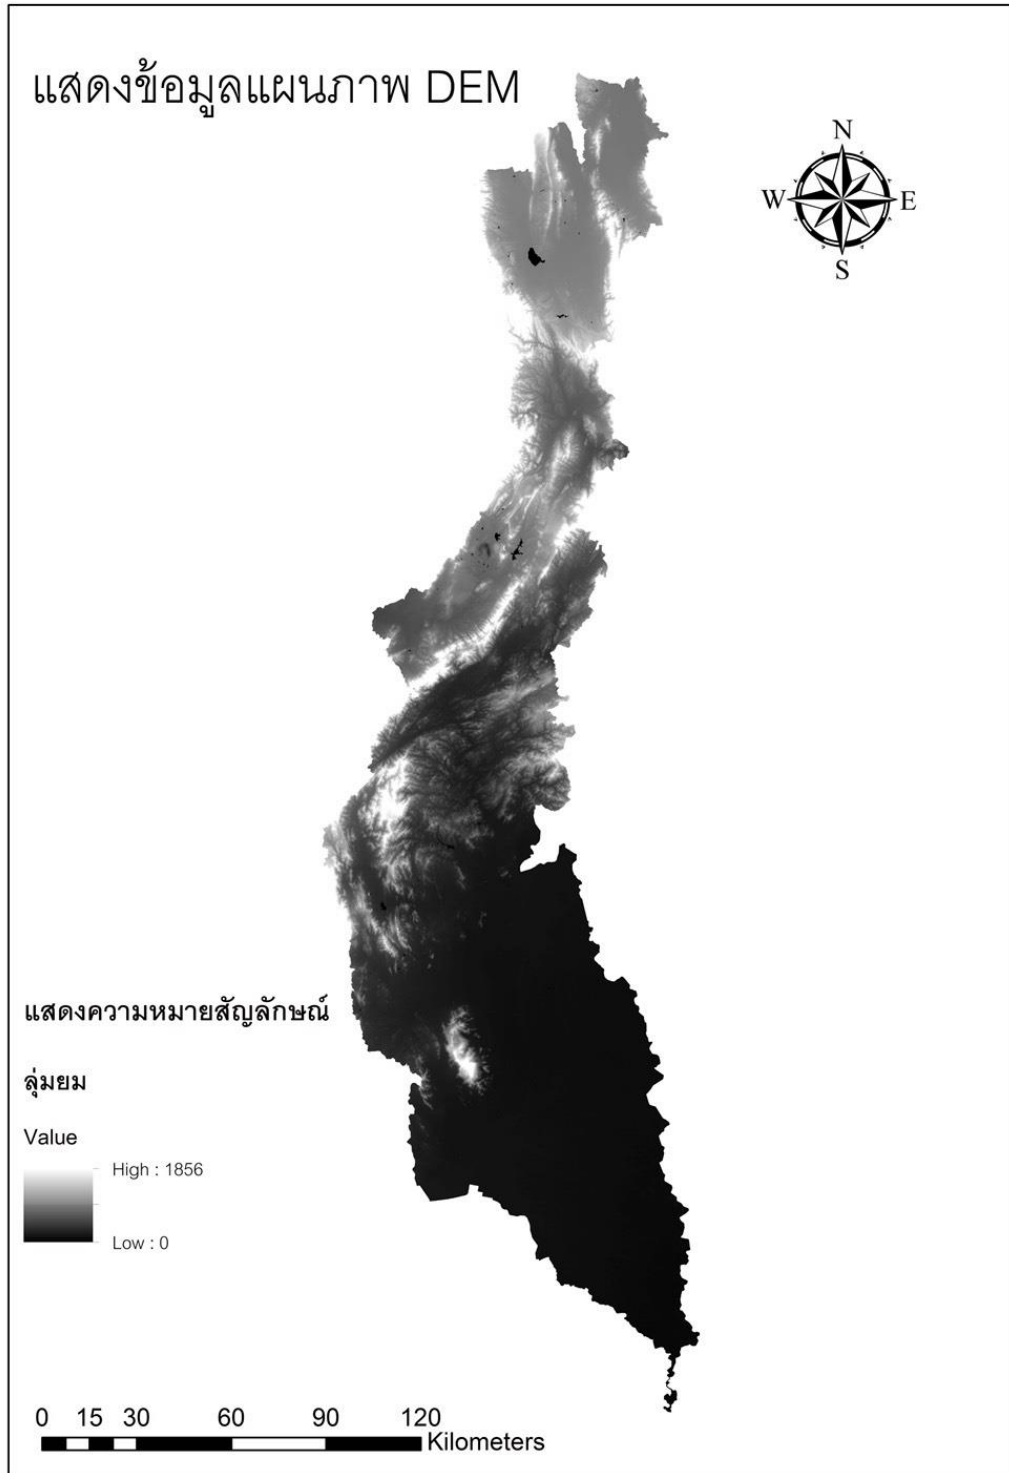 แสดงข้อมูลแผนภาพ DEM
N
W E
S
แสดงความหมายสัญลักษณ์
ลุ่มยม
Value
High : 1856
Low : 0
0 15 30 60 90 120
Kilometers